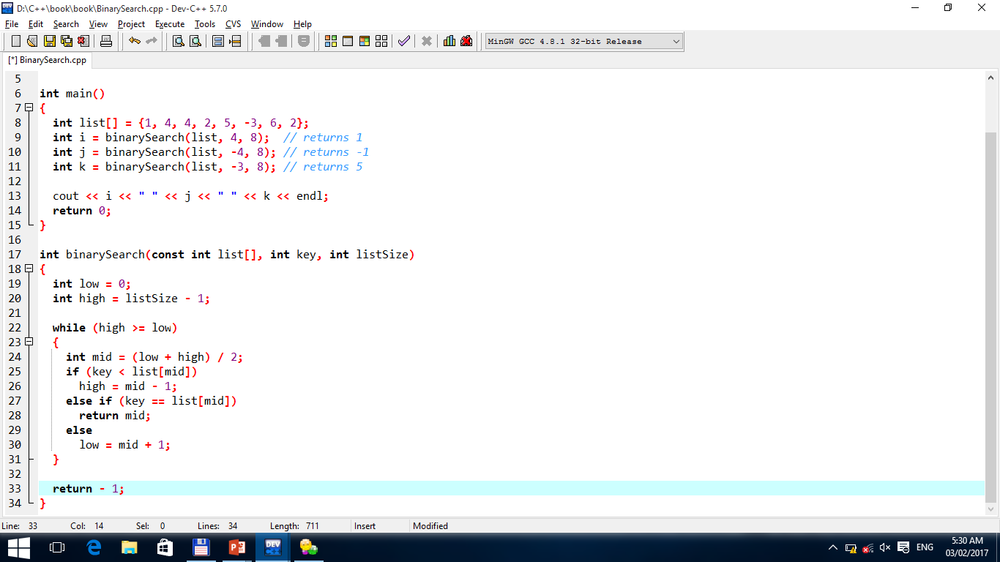 D:\C++\book\book\BinarySearch.cpp - Dev-C++ 5.7.0
File Edit Search View Project Execute Tools CVS Window Help
MinGW GCC 4.8.1 32-bit Release
[*] BinarySearch.cpp
5
6 int main()
7 {
8   int list[] = {1, 4, 4, 2, 5, -3, 6, 2};
9   int i = binarySearch(list, 4, 8);  // returns 1
10   int j = binarySearch(list, -4, 8); // returns -1
11   int k = binarySearch(list, -3, 8); // returns 5
12
13   cout << i << " " << j << " " << k << endl;
14   return 0;
15 }
16
17 int binarySearch(const int list[], int key, int listSize)
18 {
19   int low = 0;
20   int high = listSize - 1;
21
22   while (high >= low)
23   {
24     int mid = (low + high) / 2;
25     if (key < list[mid])
26       high = mid - 1;
27     else if (key == list[mid])
28       return mid;
29     else
30       low = mid + 1;
31   }
32
33   return - 1;
34 }
Line: 33 Col: 14 Sel: 0 Lines: 34 Length: 711 Insert Modified
DEV
ENG
5:30 AM
03/02/2017